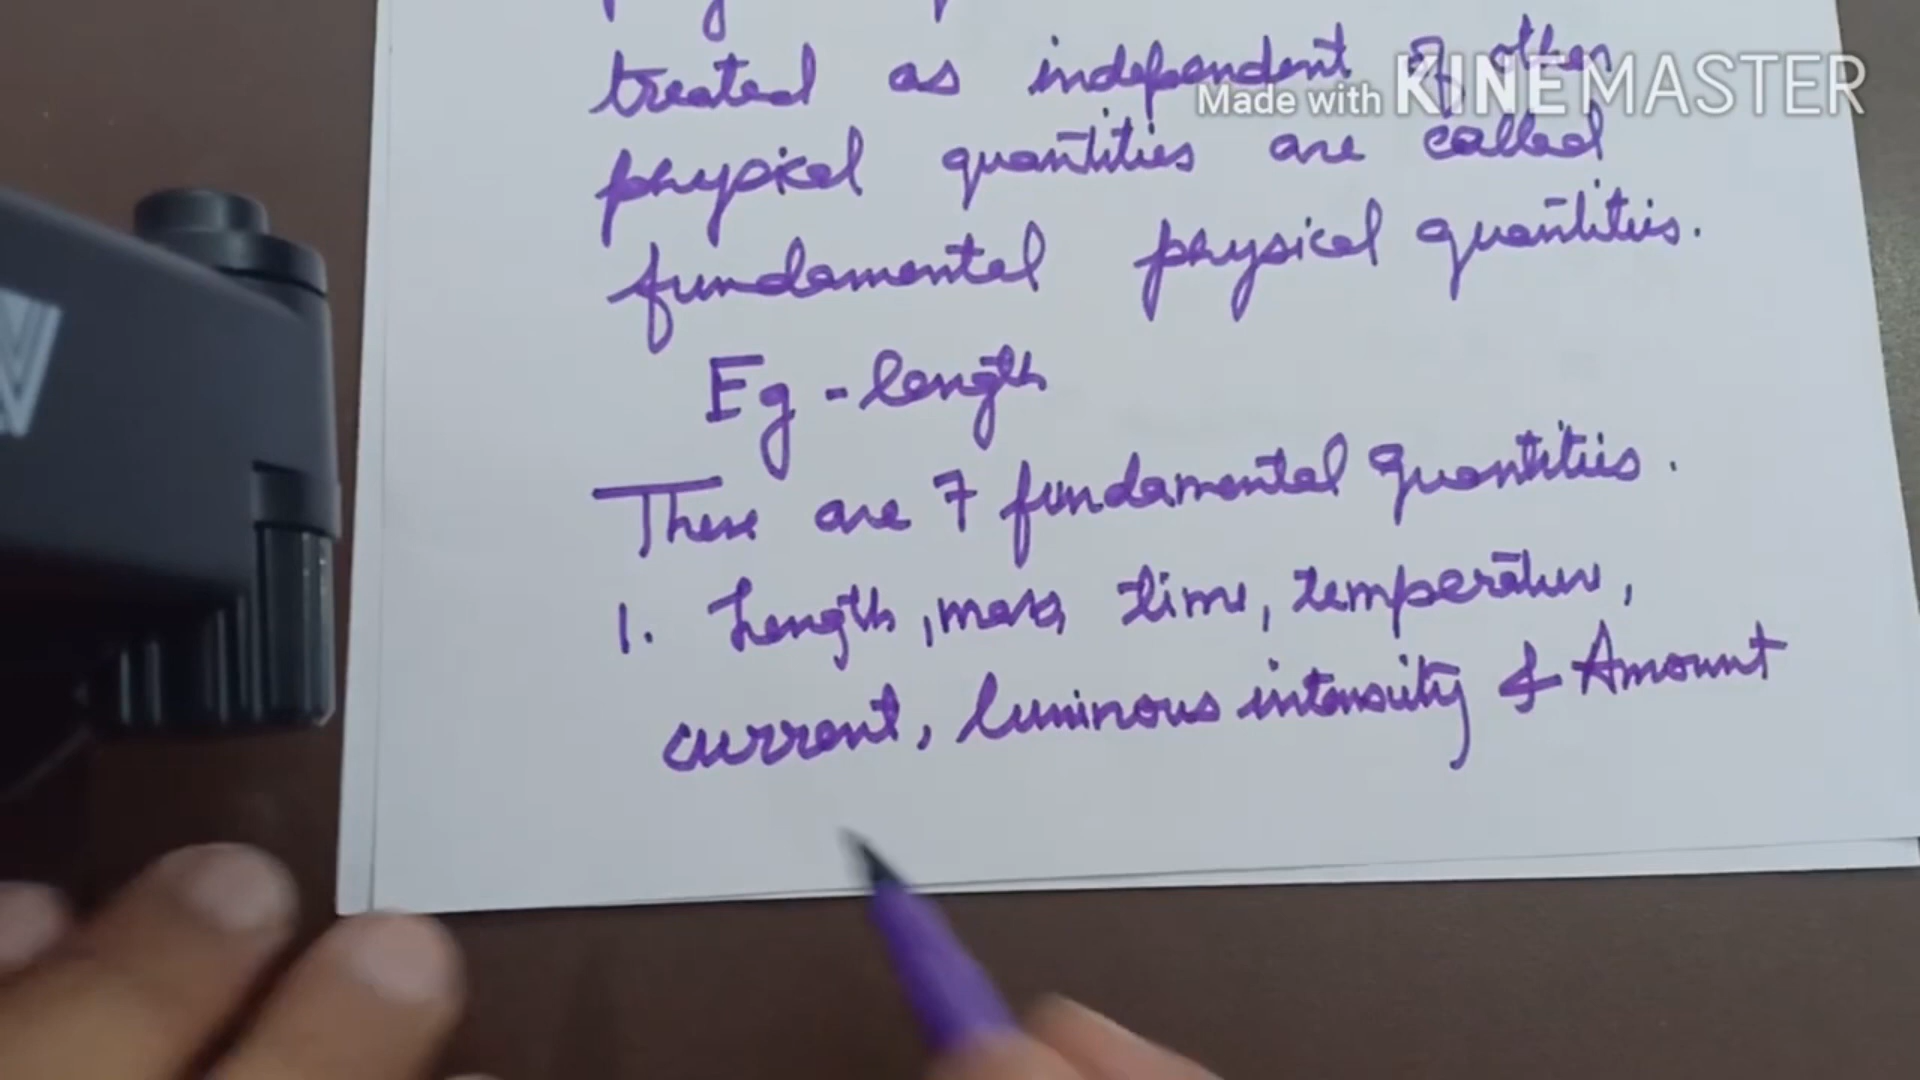 treated as independent of other
physical quantities are called
fundamental physical quantities.
Eg - length
There are 7 fundamental quantities.
1. Length, mass, time, temperature,
current, luminous intensity & Amount
Made with KINEMASTER